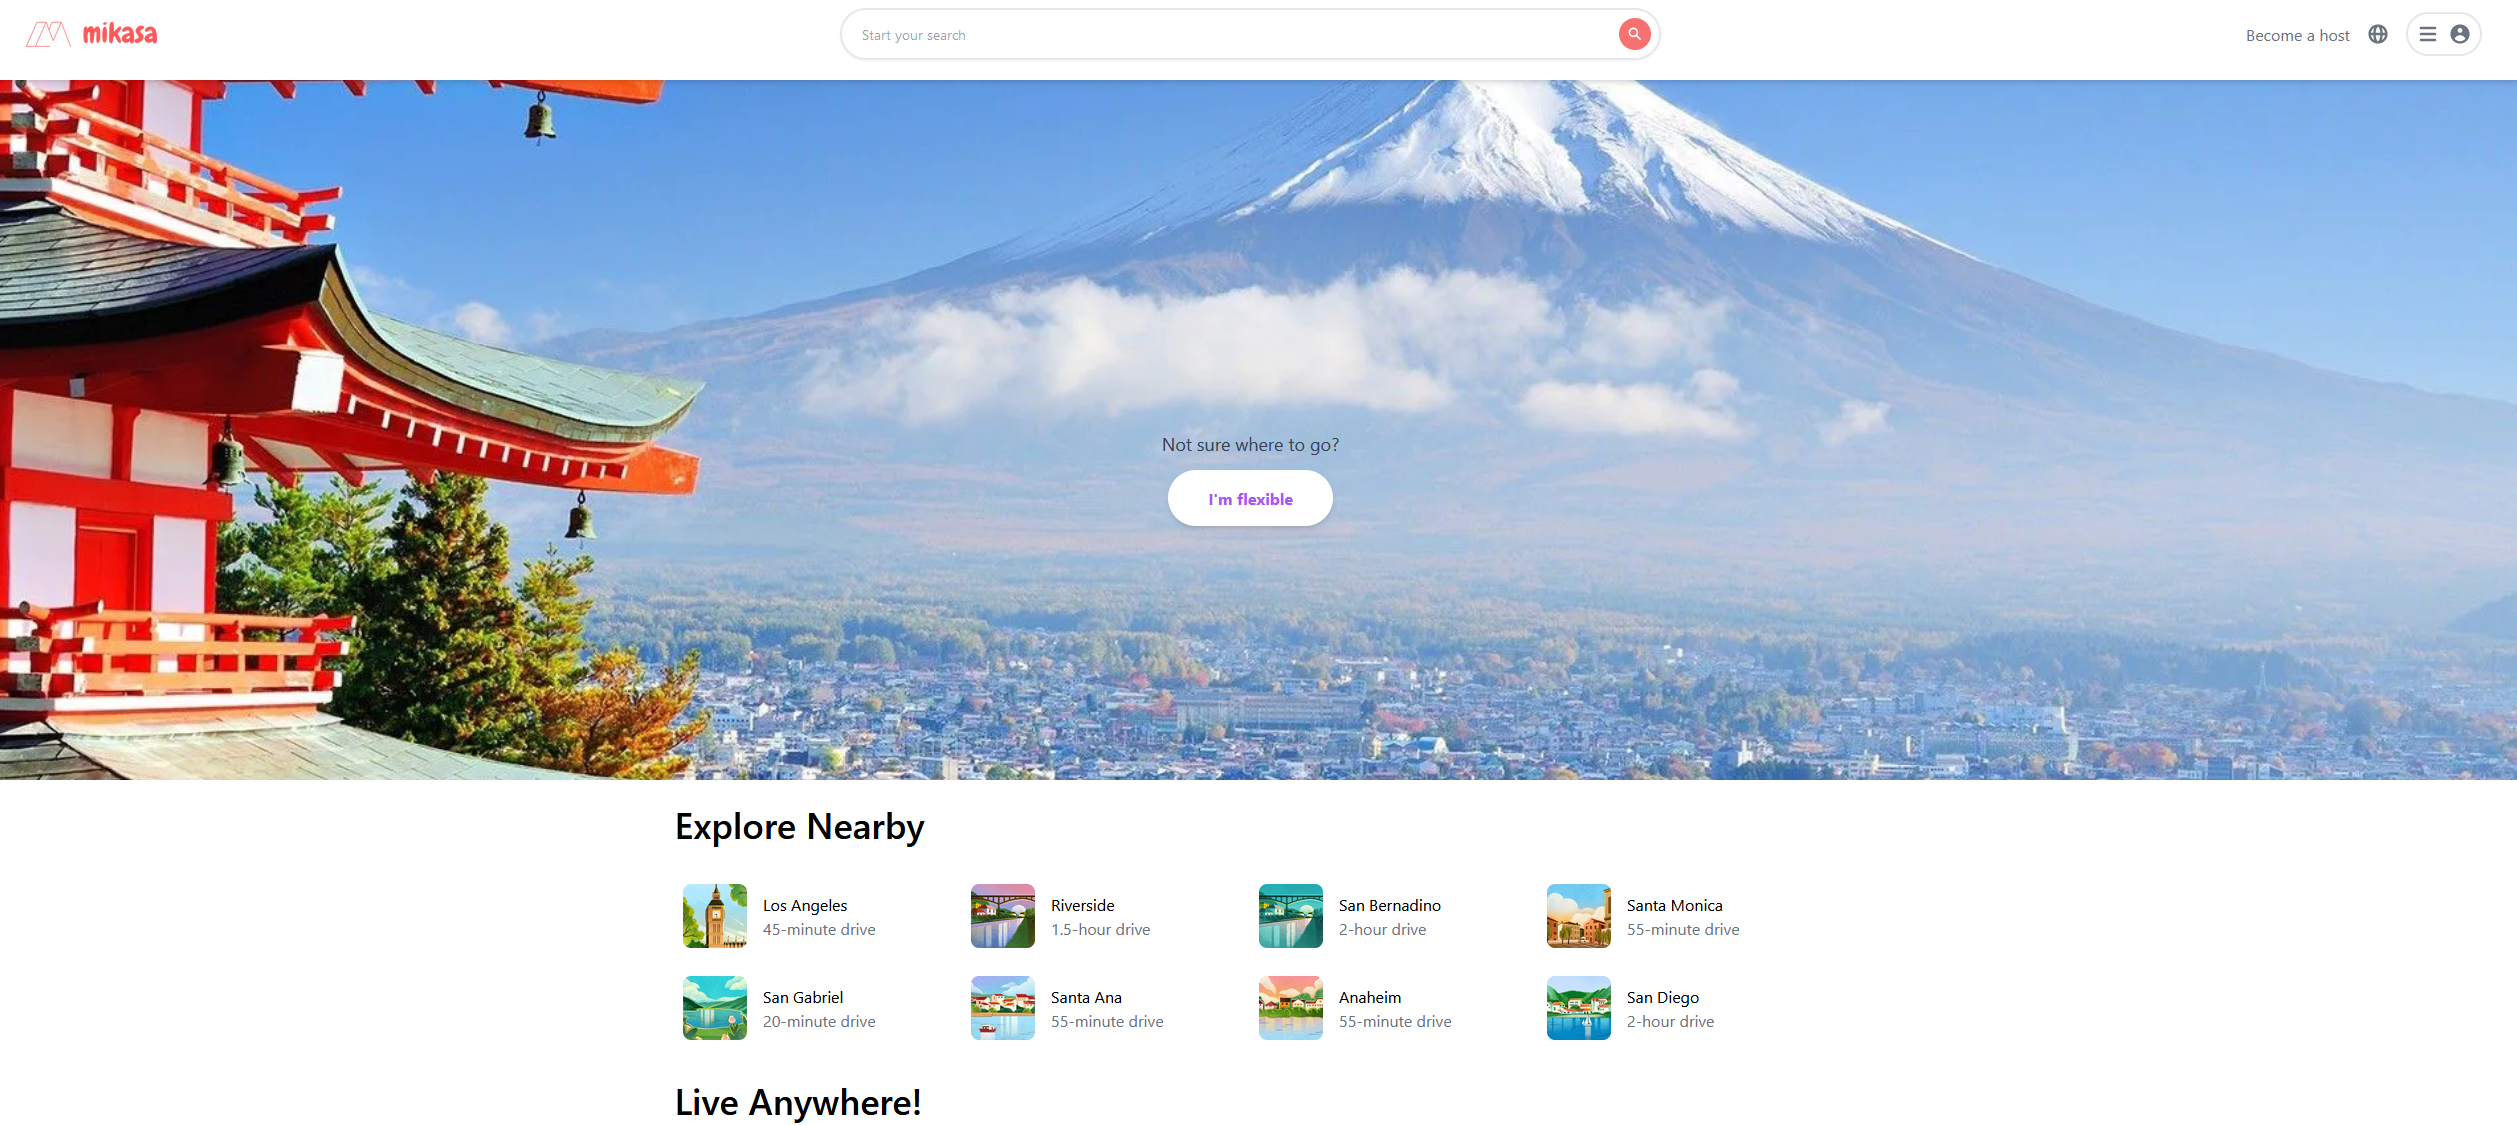 mikasa
Start your search
Become a host
Not sure where to go?
I'm flexible
Explore Nearby
Los Angeles
45-minute drive
Riverside
1.5-hour drive
San Bernadino
2-hour drive
Santa Monica
55-minute drive
San Gabriel
20-minute drive
Santa Ana
55-minute drive
Anaheim
55-minute drive
San Diego
2-hour drive
Live Anywhere!